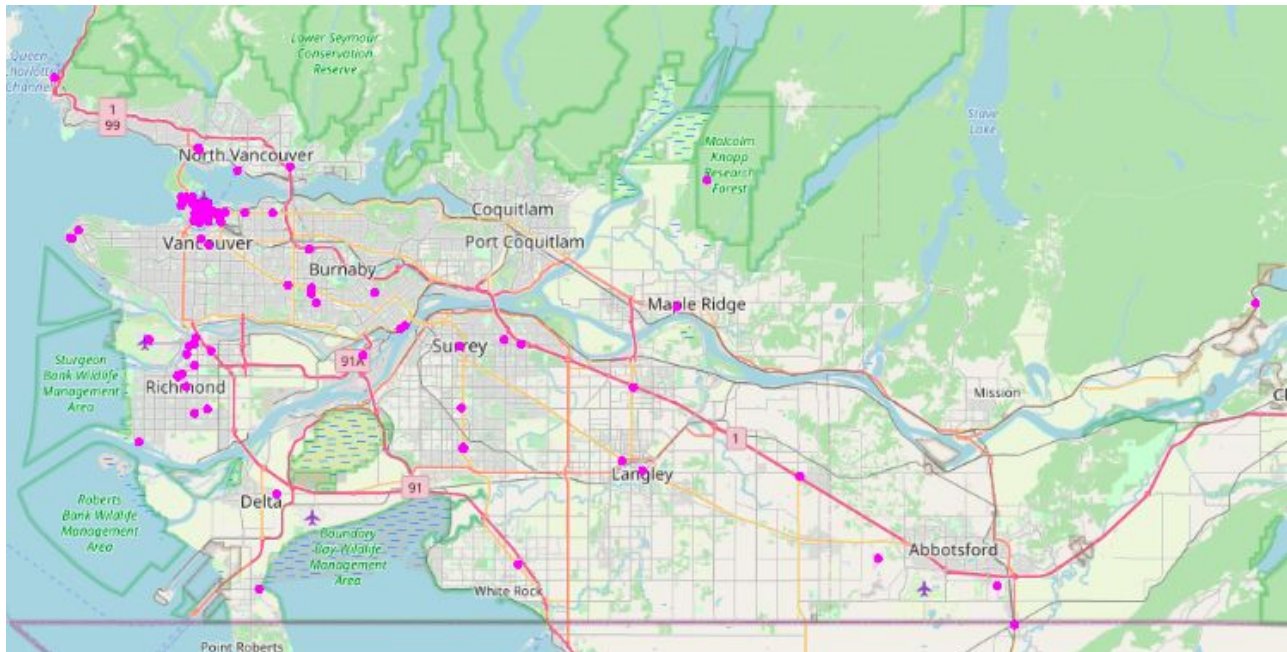 Lower Seymour
Conservation
Reserve
Queen
Charlotte
Channel
1
99
Stave
Lake
Malcolm
Knapp
Research
Forest
North Vancouver
Coquitlam
Port Coquitlam
Vancouver
Burnaby
Maple Ridge
Surrey
91A
Sturgeon
Bank Wildlife
Management
Area
Richmond
Mission
Ch
1
Langley
91
Delta
Roberts
Bank Wildlife
Management
Area
Boundary
Bay Wildlife
Management
Area
Abbotsford
White Rock
Point Roberts